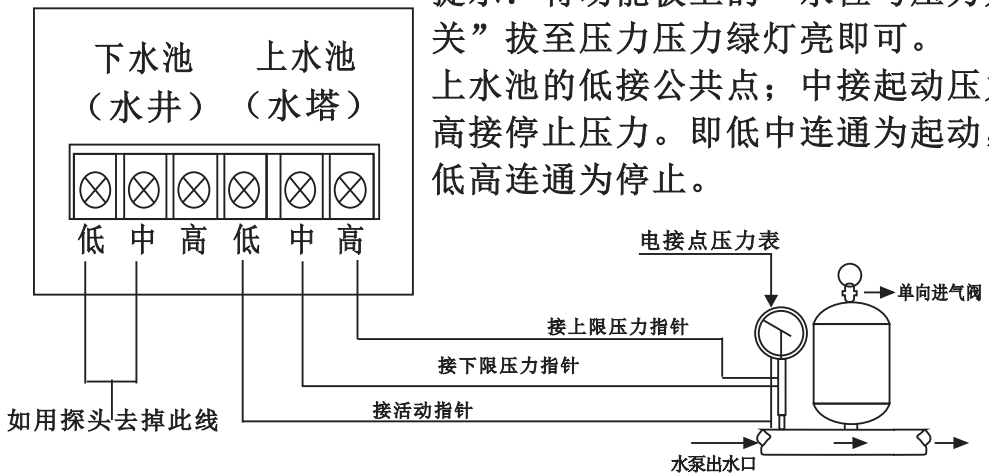 关”拔至压力压力绿灯亮即可。
上水池的低接公共点；中接起动压
高接停止压力。即低中连通为起动
低高连通为停止。
下水池 上水池
（水井）（水塔）
低 中 高 低 中 高
电接点压力表
单向进气阀
接上限压力指针
接下限压力指针
接活动指针
如用探头去掉此线
水泵出水口